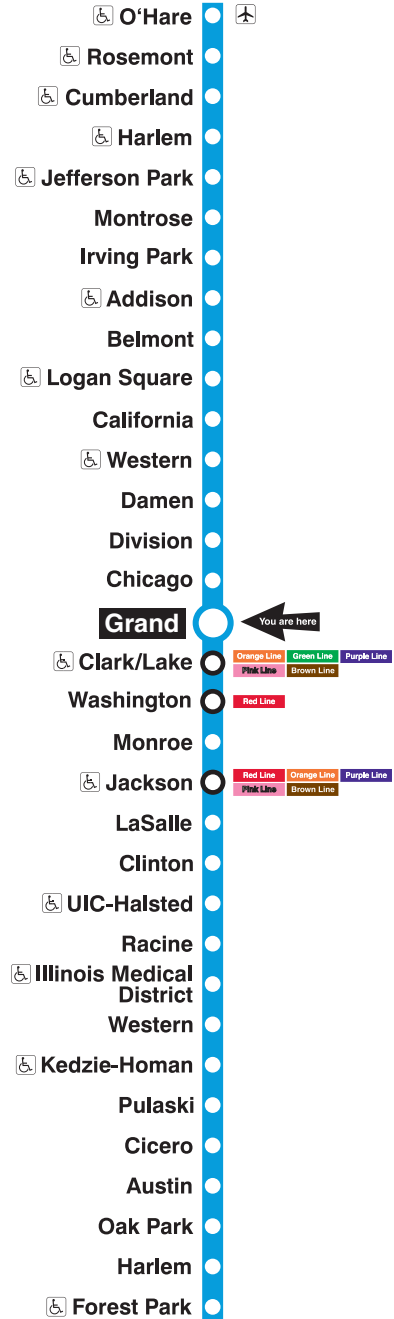 O‘Hare
Rosemont
Cumberland
Harlem
Jefferson Park
Montrose
Irving Park
Addison
Belmont
Logan Square
California
Western
Damen
Division
Chicago
Grand You are here
Clark/Lake Orange Line Green Line Purple Line
Pink Line Brown Line
Washington Red Line
Monroe
Jackson Red Line Orange Line Purple Line
Pink Line Brown Line
LaSalle
Clinton
UIC-Halsted
Racine
Illinois Medical
District
Western
Kedzie-Homan
Pulaski
Cicero
Austin
Oak Park
Harlem
Forest Park